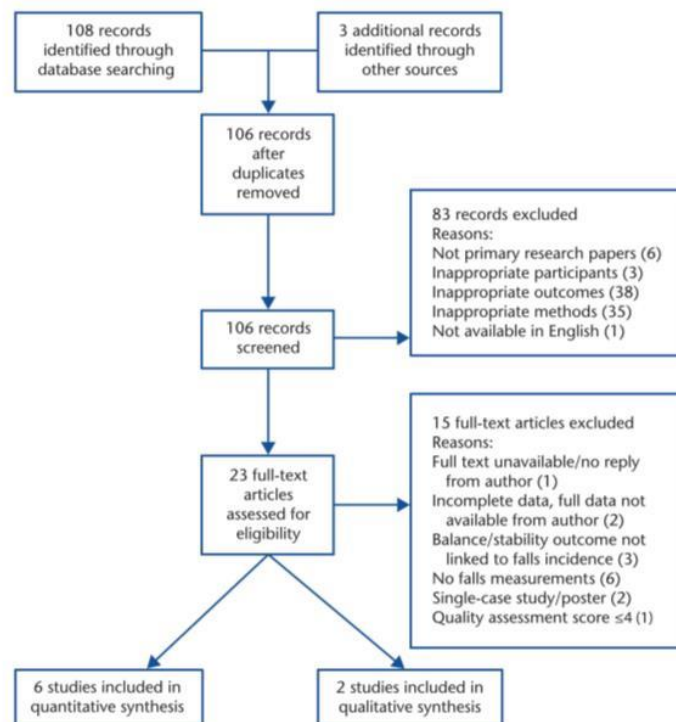 108 records
identified through
database searching
3 additional records
identified through
other sources
106 records
after
duplicates
removed
83 records excluded
Reasons:
Not primary research papers (6)
Inappropriate participants (3)
Inappropriate outcomes (38)
Inappropriate methods (35)
Not available in English (1)
106 records
screened
15 full-text articles excluded
Reasons:
Full text unavailable/no reply
from author (1)
Incomplete data, full data not
available from author (2)
Balance/stability outcome not
linked to falls incidence (3)
No falls measurements (6)
Single-case study/poster (2)
Quality assessment score ≤4 (1)
23 full-text
articles
assessed for
eligibility
6 studies included in
quantitative synthesis
2 studies included in
qualitative synthesis